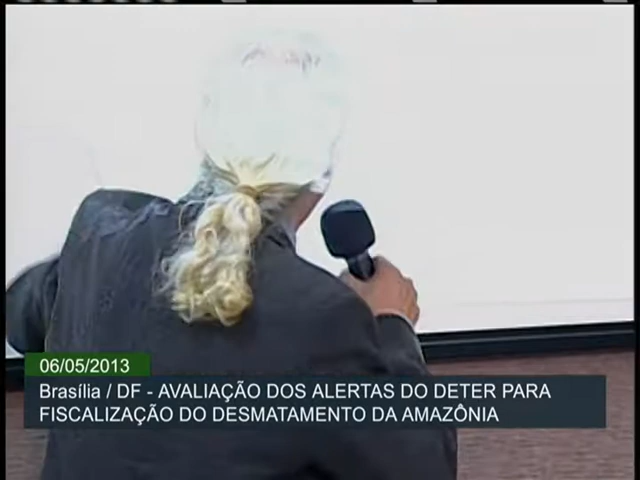 06/05/2013
Brasília / DF - AVALIAÇÃO DOS ALERTAS DO DETER PARA
FISCALIZAÇÃO DO DESMATAMENTO DA AMAZÔNIA